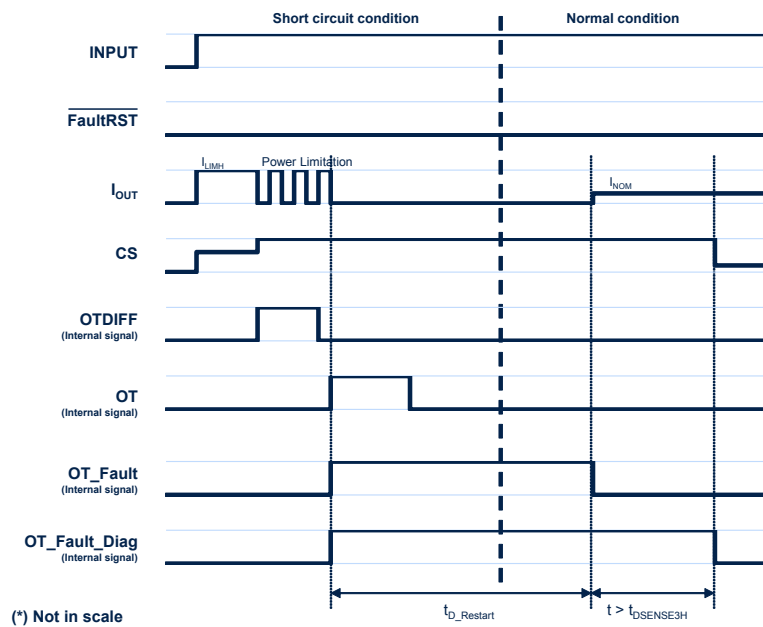 Short circuit condition
Normal condition
INPUT
FaultRST
I_LIMH
Power Limitation
I_OUT
I_NOM
CS
OTDIFF
(Internal signal)
OT
(Internal signal)
OT_Fault
(Internal signal)
OT_Fault_Diag
(Internal signal)
t_D_Restart
t > t_DSENSE3H
(*) Not in scale